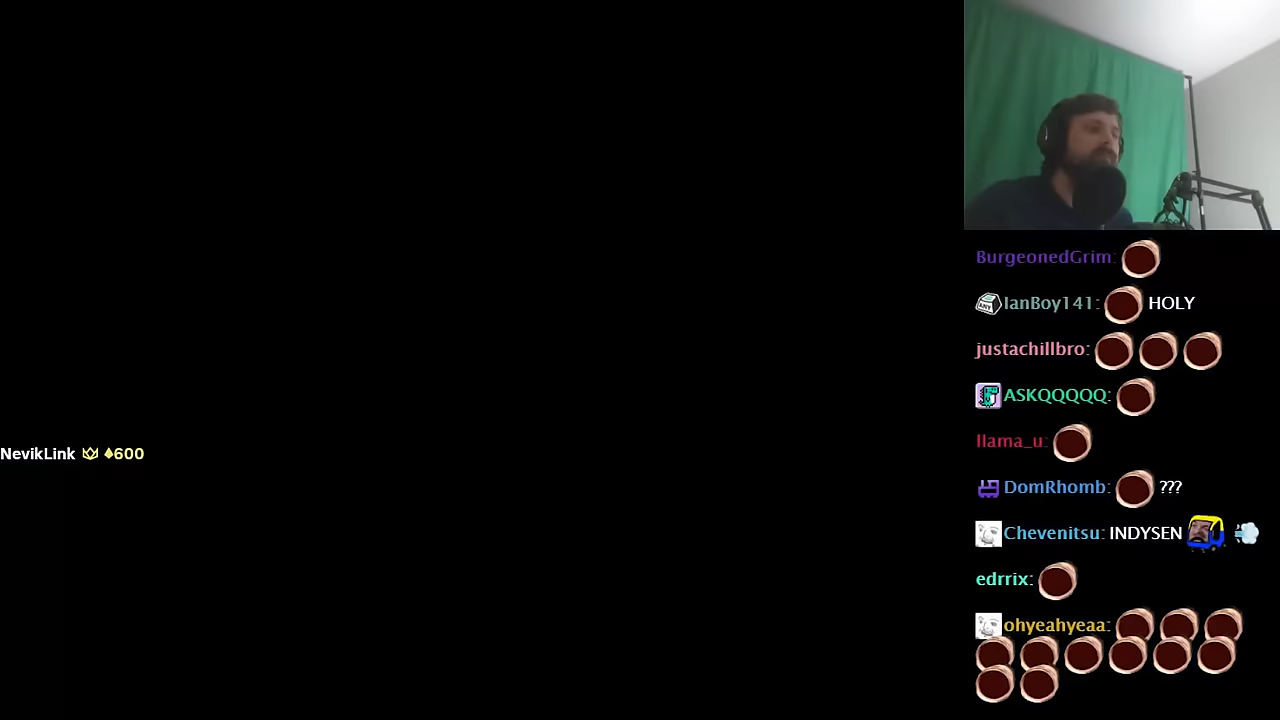 BurgeonedGrim:
IanBoy141: HOLY
justachillbro:
ASKQQQQQ:
llama_u:
NevikLink 600
DomRhomb: ???
Chevenitsu: INDYSEN
edrrix:
ohyeahyeaa: